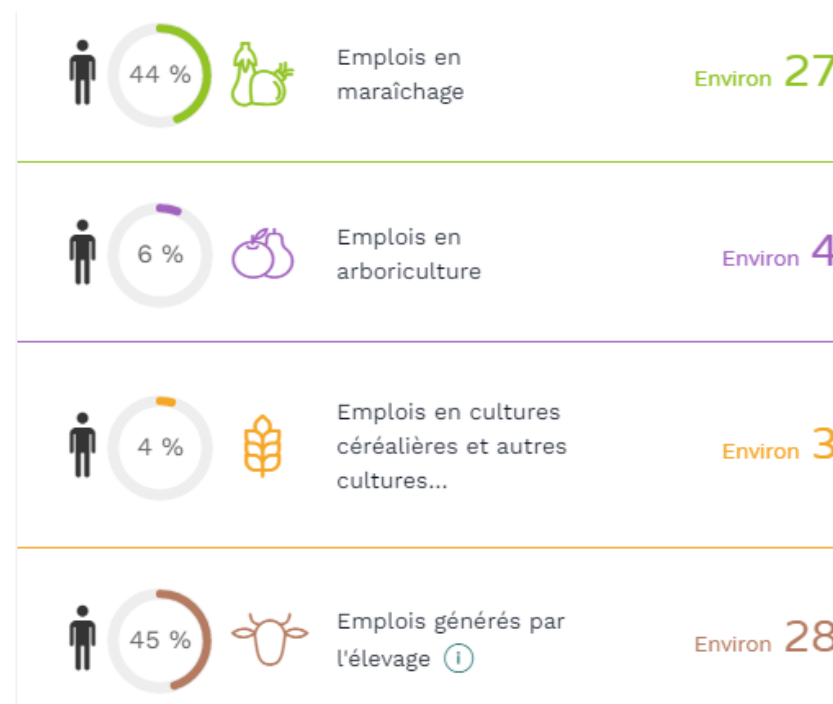 44 %
Emplois en
maraîchage
Environ 27
6 %
Emplois en
arboriculture
Environ 4
4 %
Emplois en cultures
céréalières et autres
cultures...
Environ 3
45 %
Emplois générés par
l'élevage i
Environ 28